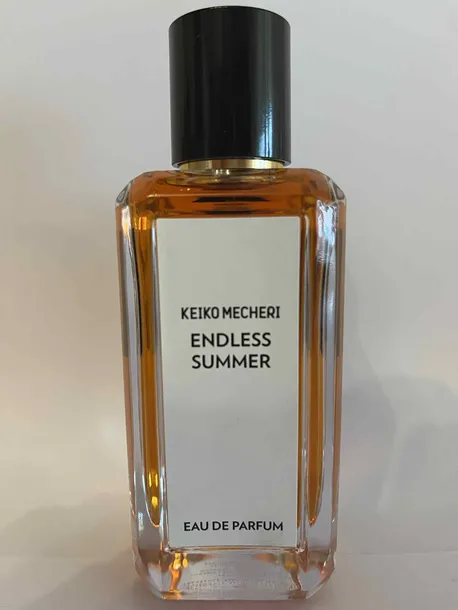 KEIKO MECHERI
ENDLESS
SUMMER
EAU DE PARFUM